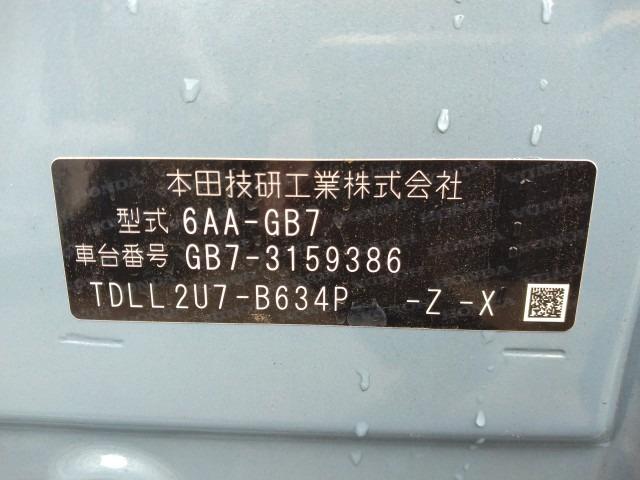 本田技研工業株式会社
型式 6AA-GB7
車台番号 GB7-3159386
TDLL2U7-B634P -Z -X